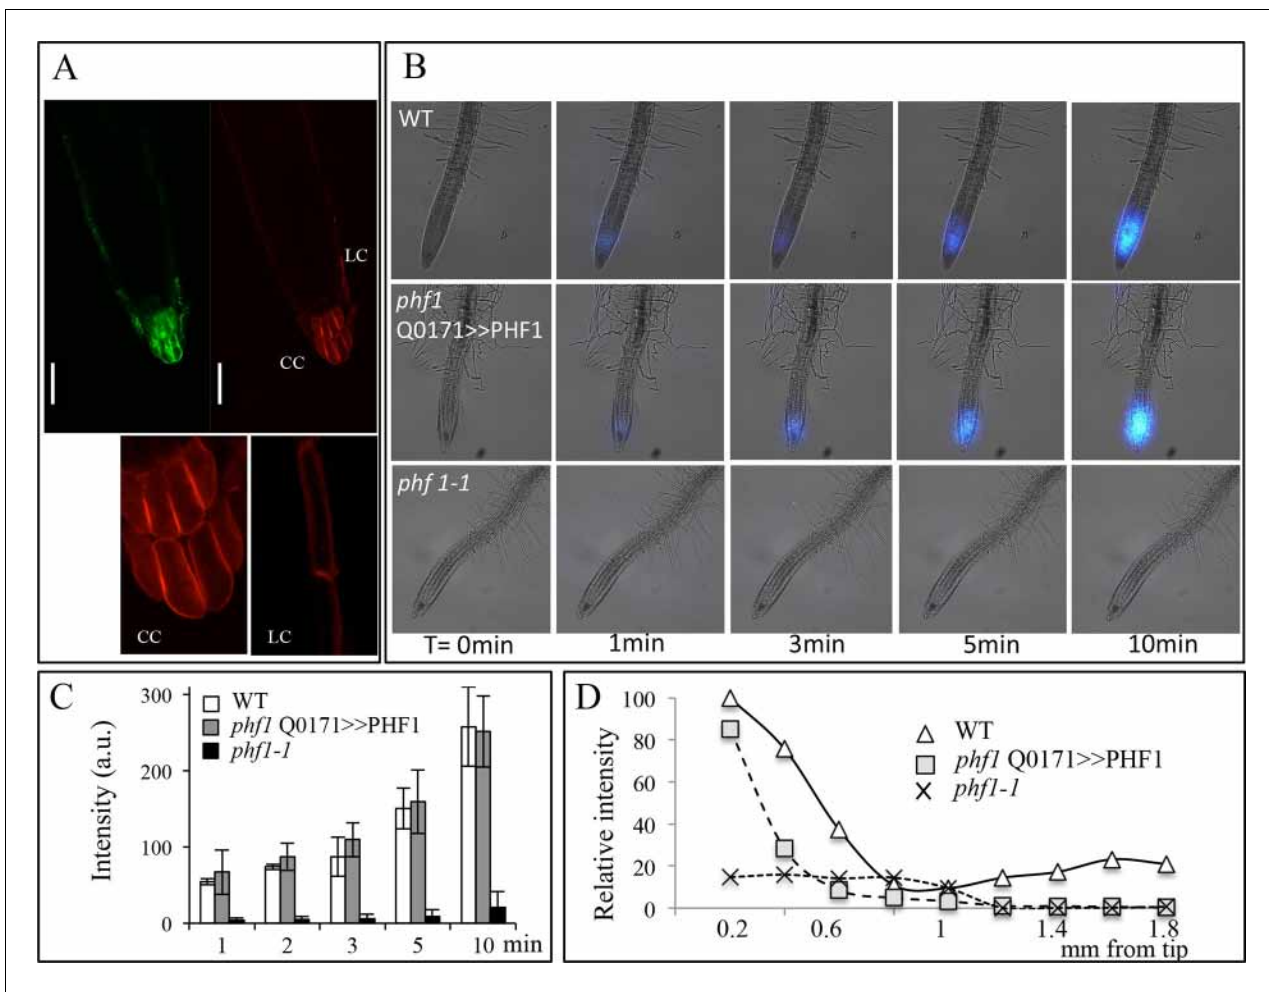 A
LC
CC
CC
LC
B
WT
phf1
Q0171>>PHF1
phf 1-1
T= 0min 1min 3min 5min 10min
C
Intensity (a.u.)
300
200
100
0
WT
phf1 Q0171>>PHF1
phf1-1
1 2 3 5 10 min
D
Relative intensity
100
80
60
40
20
0
WT
phf1 Q0171>>PHF1
phf1-1
0.2 0.6 1 1.4 1.8
mm from tip